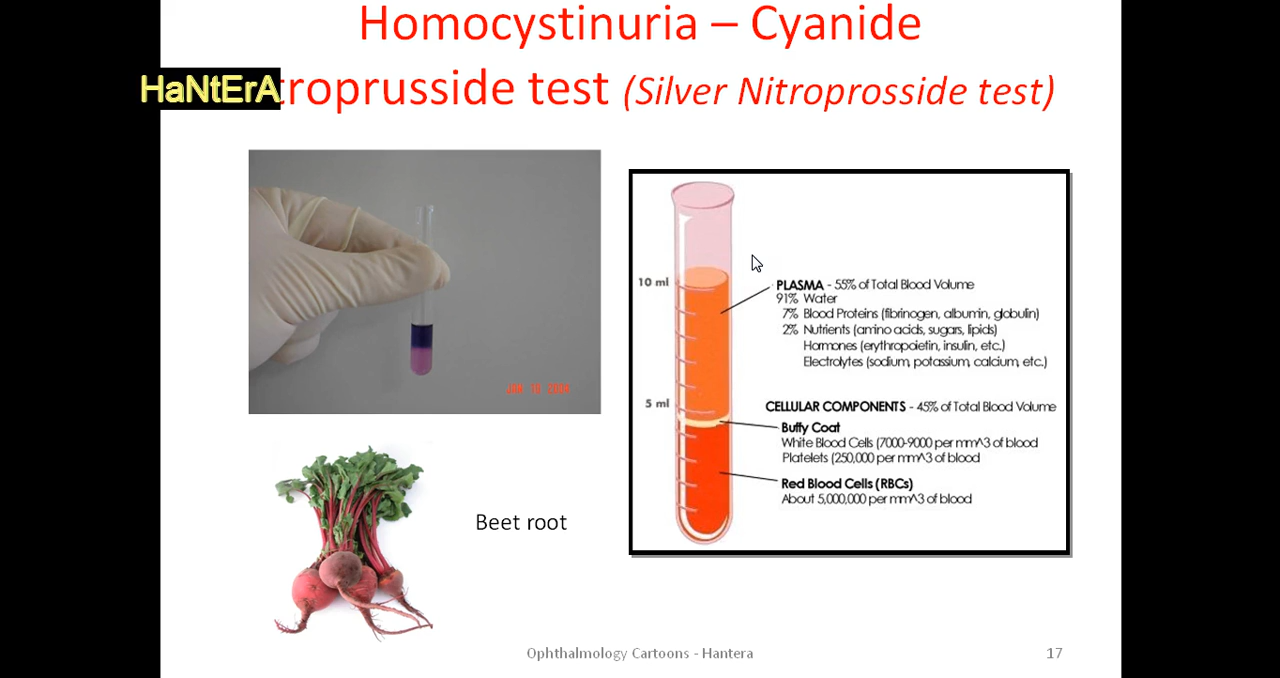 Homocystinuria – Cyanide
HaNtErA
troprusside test (Silver Nitroprosside test)
10 ml
PLASMA - 55% of Total Blood Volume
91% Water
7% Blood Proteins (fibrinogen, albumin, globulin)
2% Nutrients (amino acids, sugars, lipids)
Hormones (erythropoietin, insulin, etc.)
Electrolytes (sodium, potassium, calcium, etc.)
5 ml
CELLULAR COMPONENTS - 45% of Total Blood Volume
Buffy Coat
White Blood Cells (7000-9000 per mm^3 of blood
Platelets (250,000 per mm^3 of blood
Red Blood Cells (RBCs)
About 5,000,000 per mm^3 of blood
Beet root
Ophthalmology Cartoons - Hantera
17